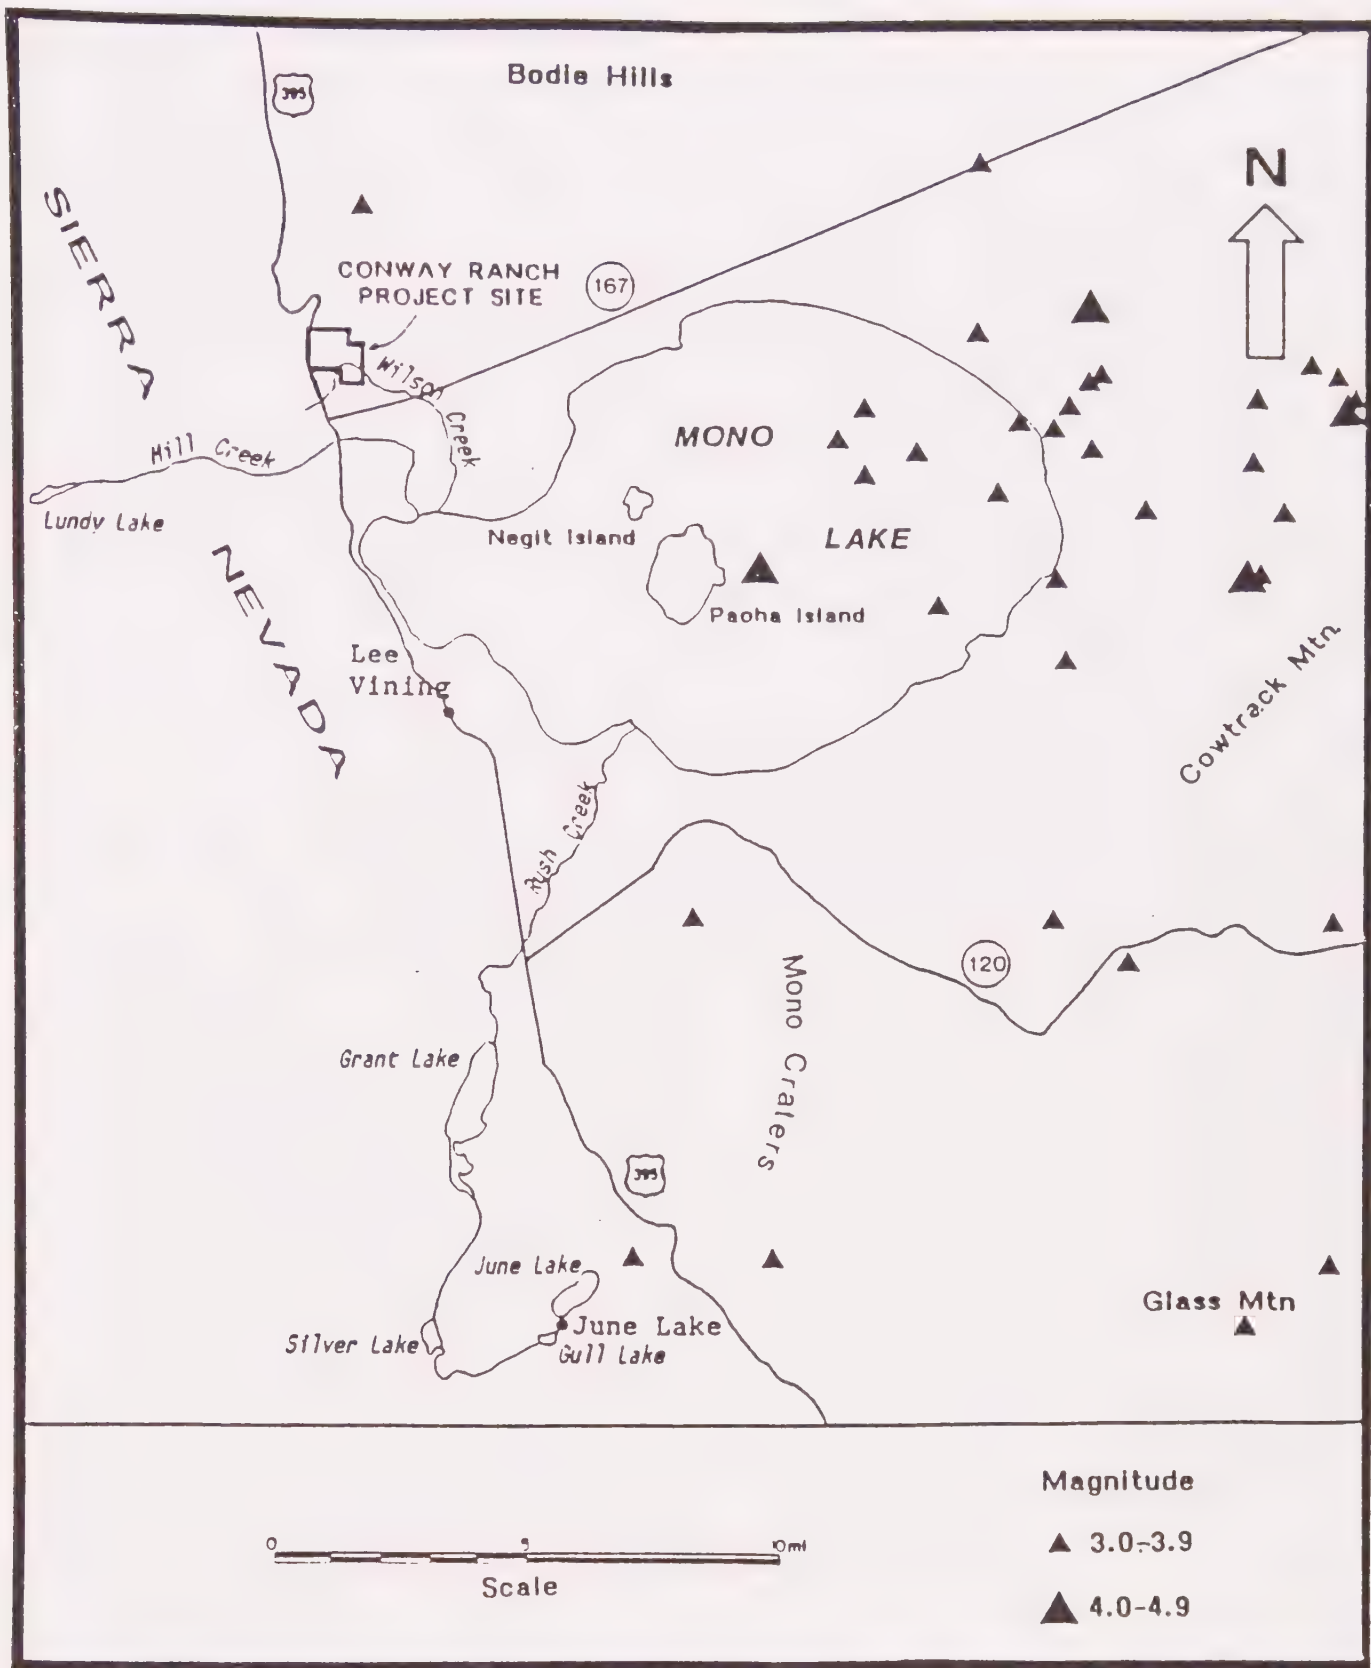 Bodie Hills
395
N
SIERRA
CONWAY RANCH
PROJECT SITE
167
Wilson
Creek
MONO
Mill Creek
Lundy Lake
Negit Island
LAKE
NEVADA
Paoha Island
Lee
Vining
Cowtrack Mtn.
Rush Creek
120
Mono Craters
Grant Lake
395
June Lake
Glass Mtn
June Lake
Silver Lake
Gull Lake
Magnitude
0 5 10mi
3.0-3.9
Scale
4.0-4.9